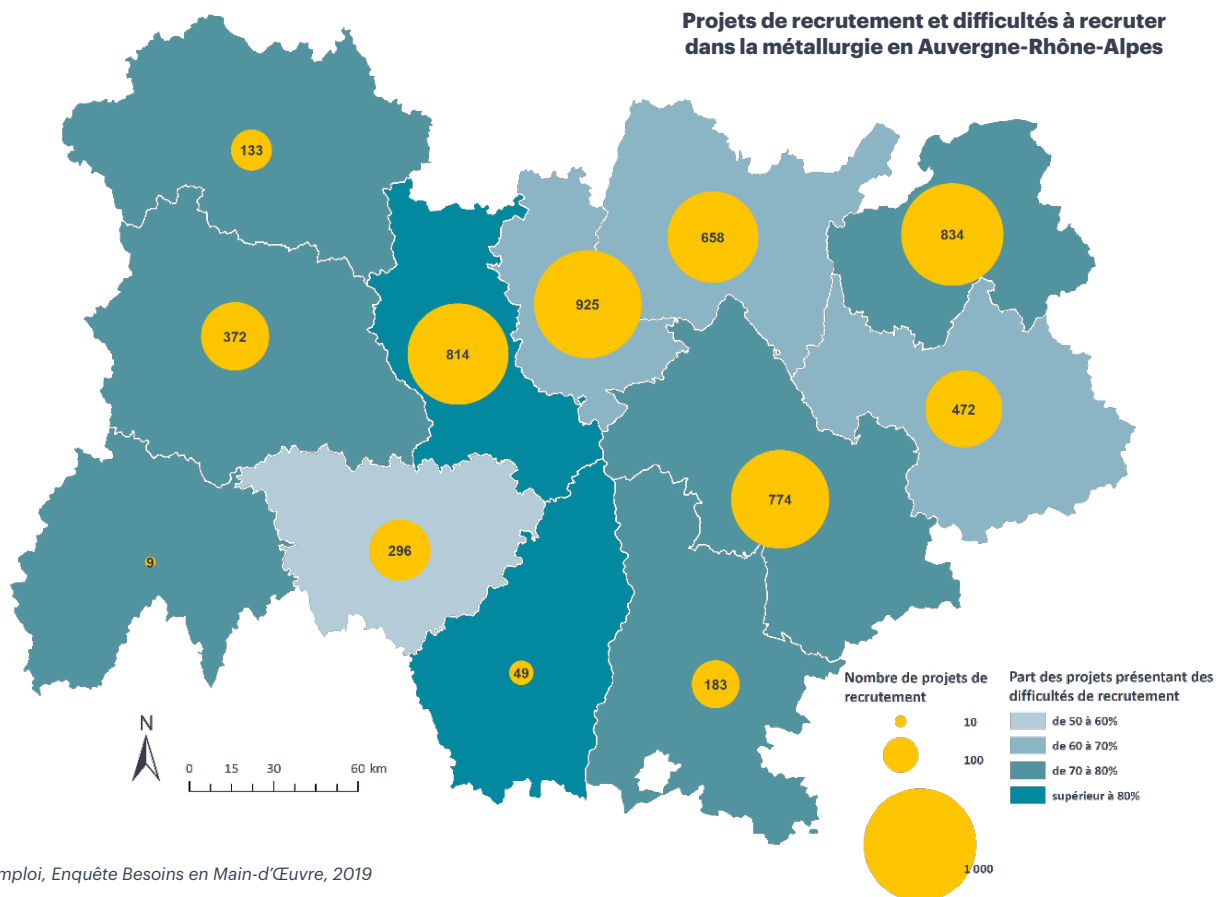 Projets de recrutement et difficultés à recruter
dans la métallurgie en Auvergne-Rhône-Alpes
133
658
834
925
372
814
472
774
296
9
49
183
N
0 15 30 60 km
Nombre de projets de
recrutement
10
100
1 000
Part des projets présentant des
difficultés de recrutement
de 50 à 60%
de 60 à 70%
de 70 à 80%
supérieur à 80%
mploi, Enquête Besoins en Main-d'Œuvre, 2019